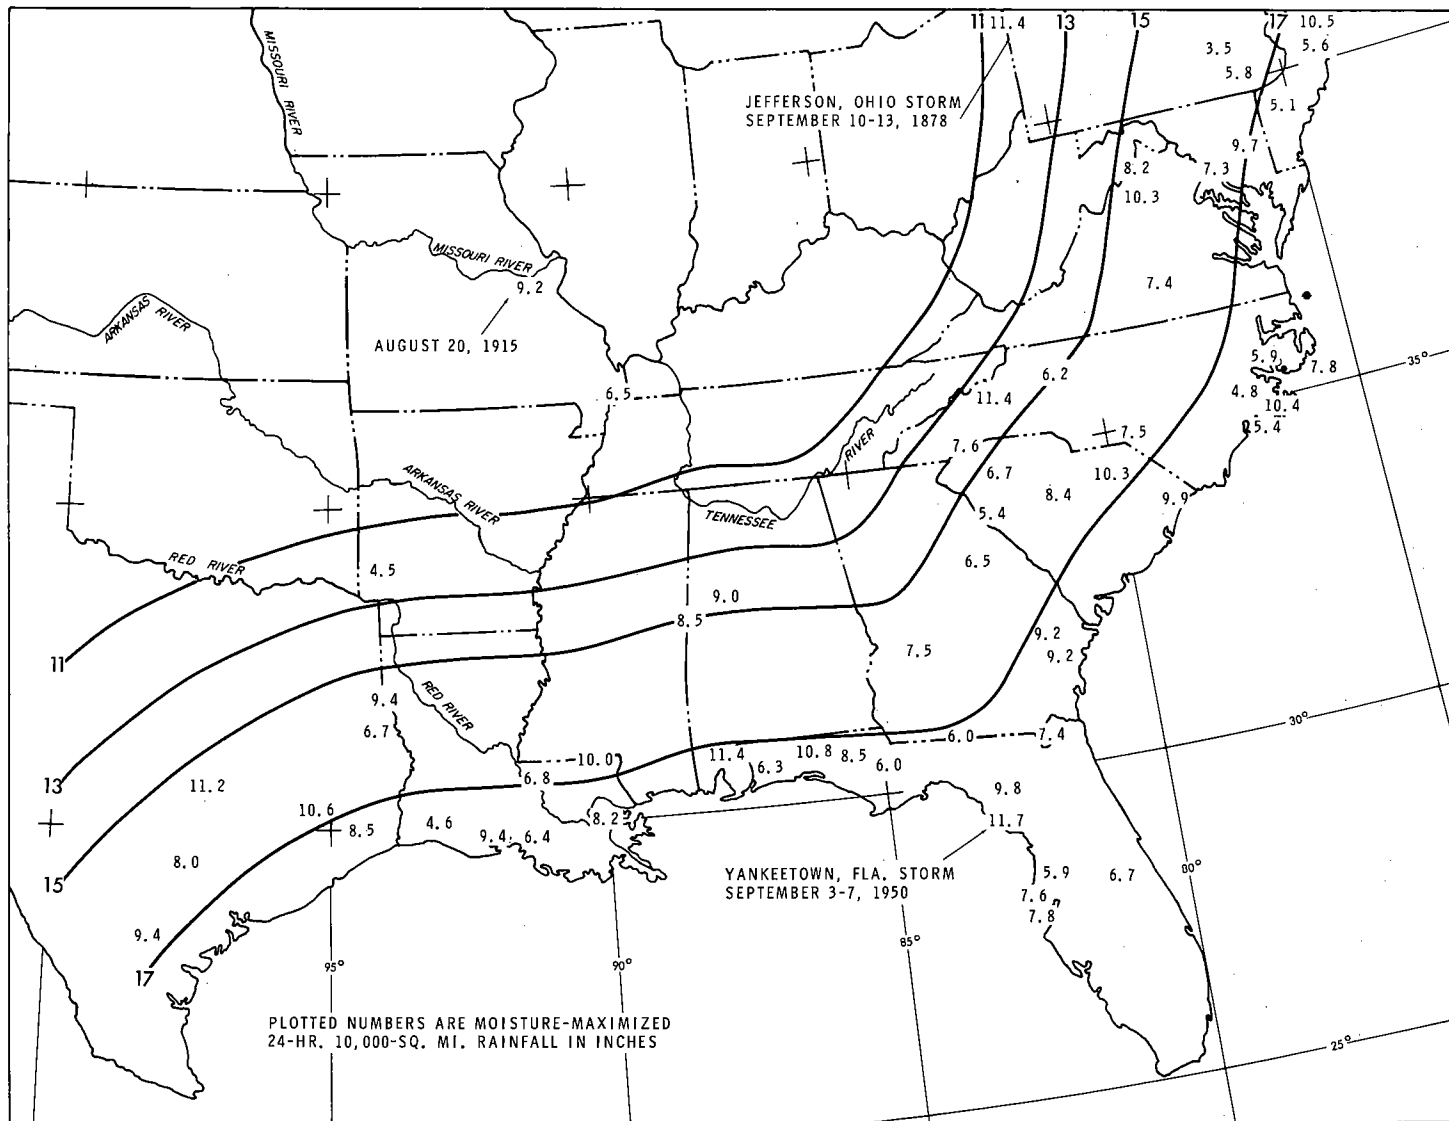 11 11.4 13 15 17 10.5
3.5 5.6
5.8
5.1
MISSOURI RIVER
JEFFERSON, OHIO STORM
SEPTEMBER 10-13, 1878
9.7
8.2 7.3
10.3
MISSOURI RIVER
9.2
7.4
ARKANSAS RIVER
AUGUST 20, 1915
5.9 7.8 35°
6.5 6.2
11.4 4.8
10.4
5.4
7.6 7.5
RIVER
6.7 10.3
ARKANSAS RIVER
8.4 9.9
TENNESSEE
5.4
RED RIVER
4.5 6.5
9.0
8.5
9.2
11 7.5 9.2
RED RIVER
9.4
6.7 6.0 7.4 30°
10.0 11.4 10.8 8.5
6.3 6.0
13 11.2 6.8 9.8
10.6
8.5 4.6 8.2 11.7
9.4 6.4
8.0
15
YANKEETOWN, FLA. STORM
SEPTEMBER 3-7, 1950
5.9 6.7 80°
7.6
7.8
9.4
17 95° 90° 85°
PLOTTED NUMBERS ARE MOISTURE-MAXIMIZED
24-HR. 10,000-SQ. MI. RAINFALL IN INCHES
25°